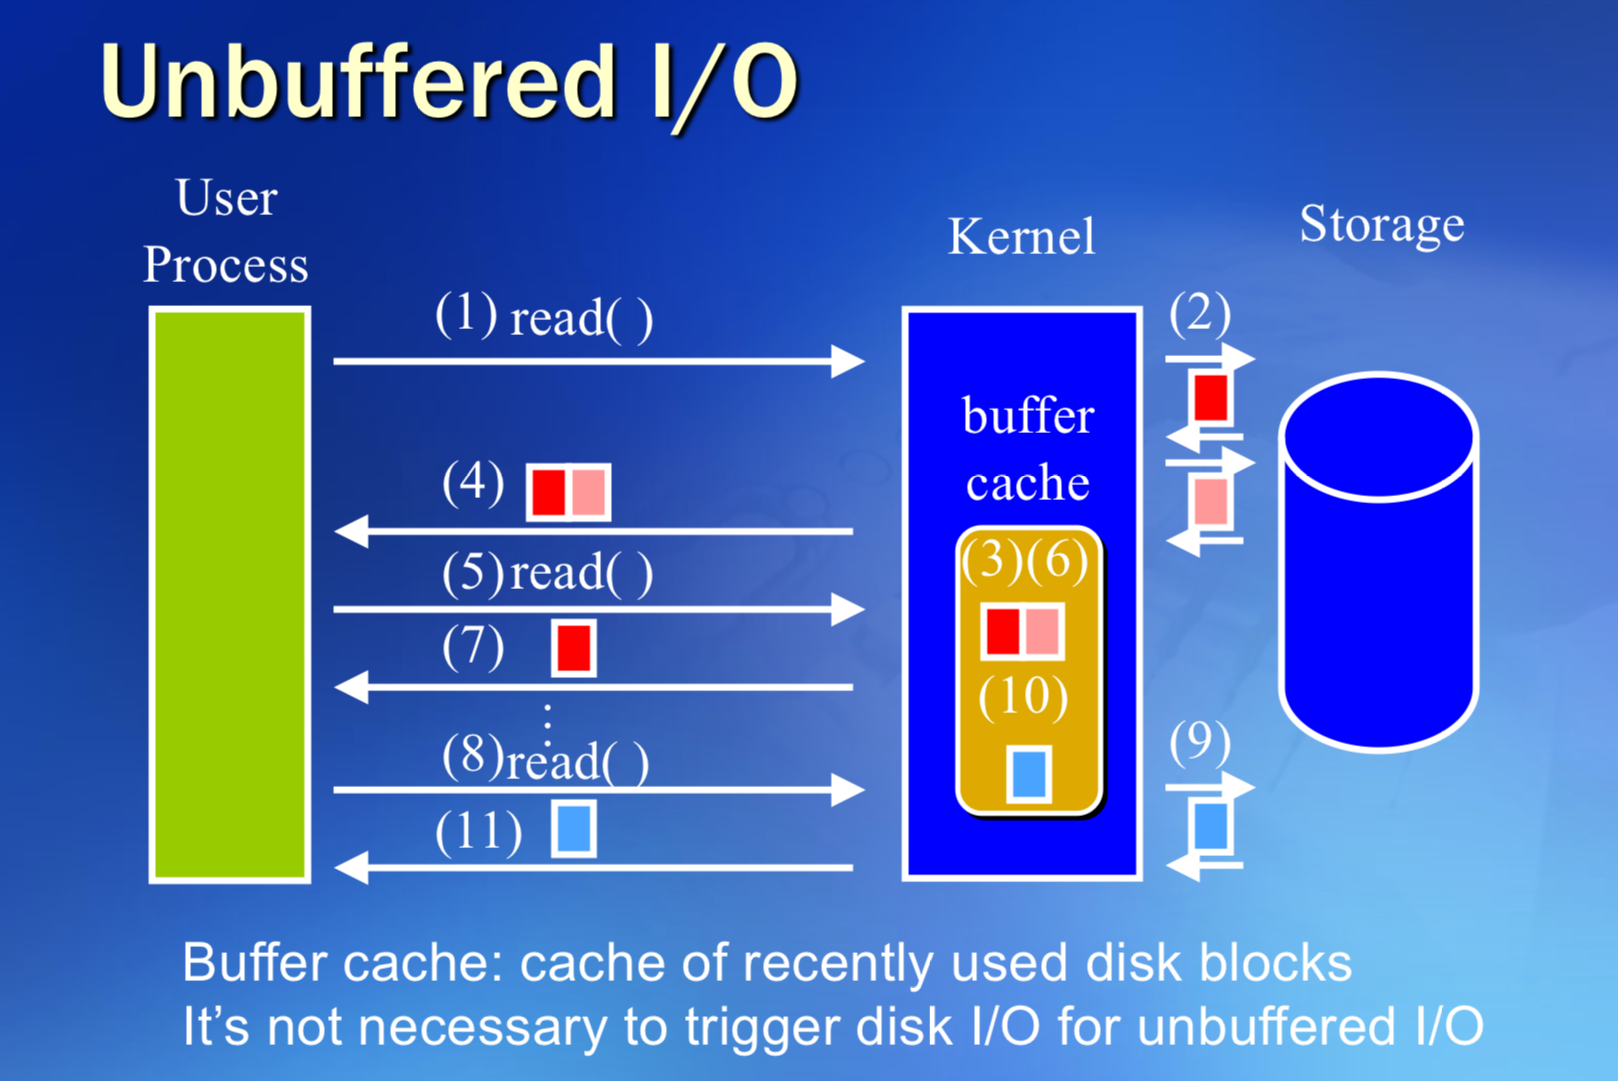 Unbuffered I/O
User
Process
Kernel
Storage
(1) read( )
(2)
buffer
cache
(4)
(3)(6)
(5) read( )
(7)
(10)
(8) read( )
(9)
(11)
Buffer cache: cache of recently used disk blocks
It's not necessary to trigger disk I/O for unbuffered I/O